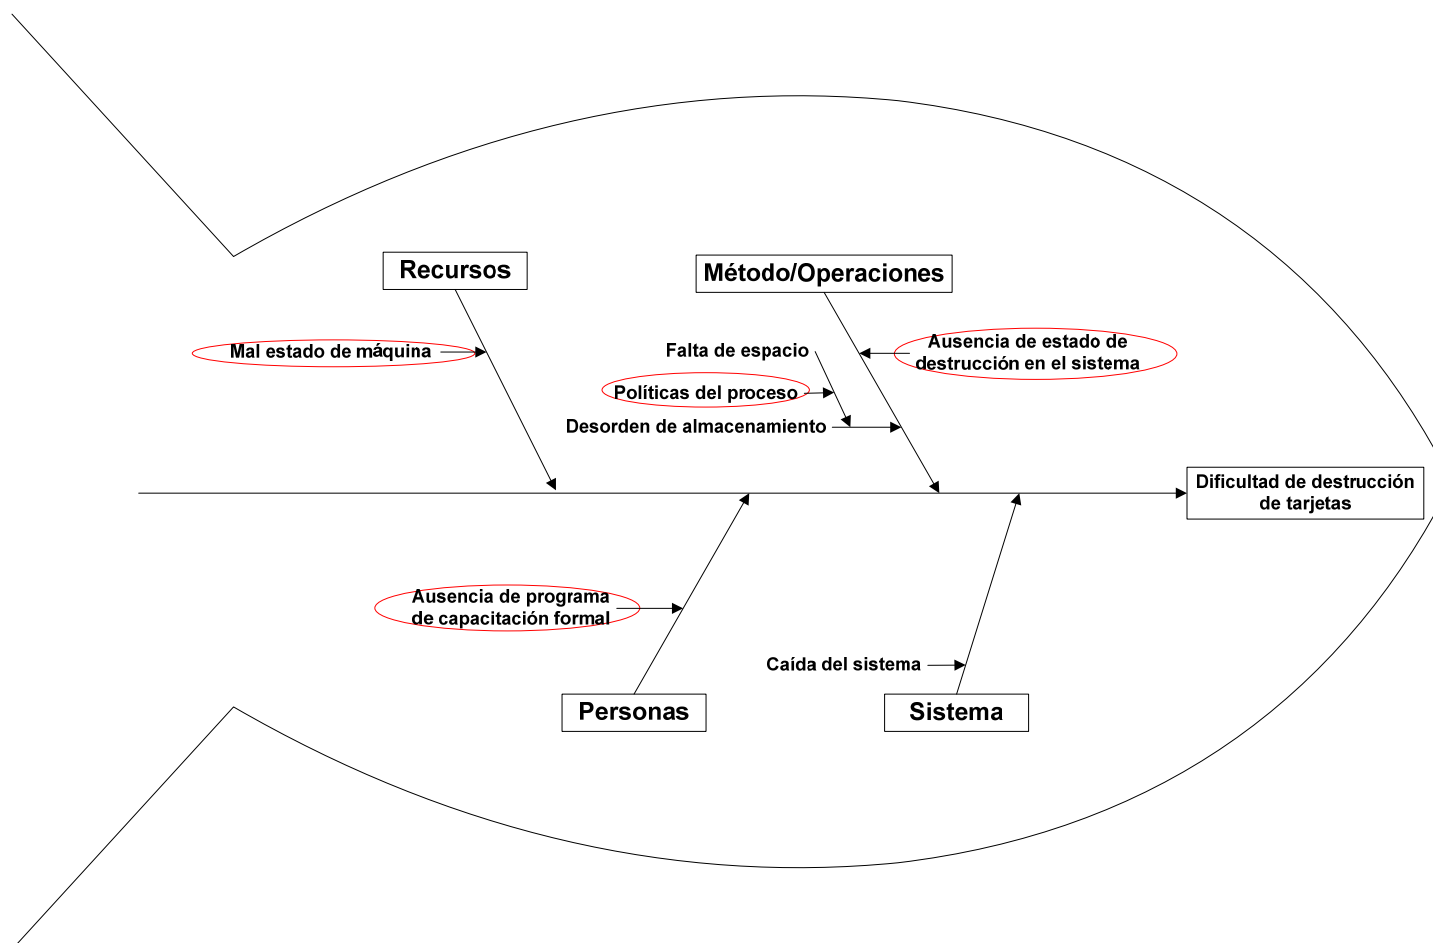 Recursos
Método/Operaciones
Mal estado de máquina
Falta de espacio
Ausencia de estado de
destrucción en el sistema
Políticas del proceso
Desorden de almacenamiento
Dificultad de destrucción
de tarjetas
Ausencia de programa
de capacitación formal
Caída del sistema
Personas
Sistema